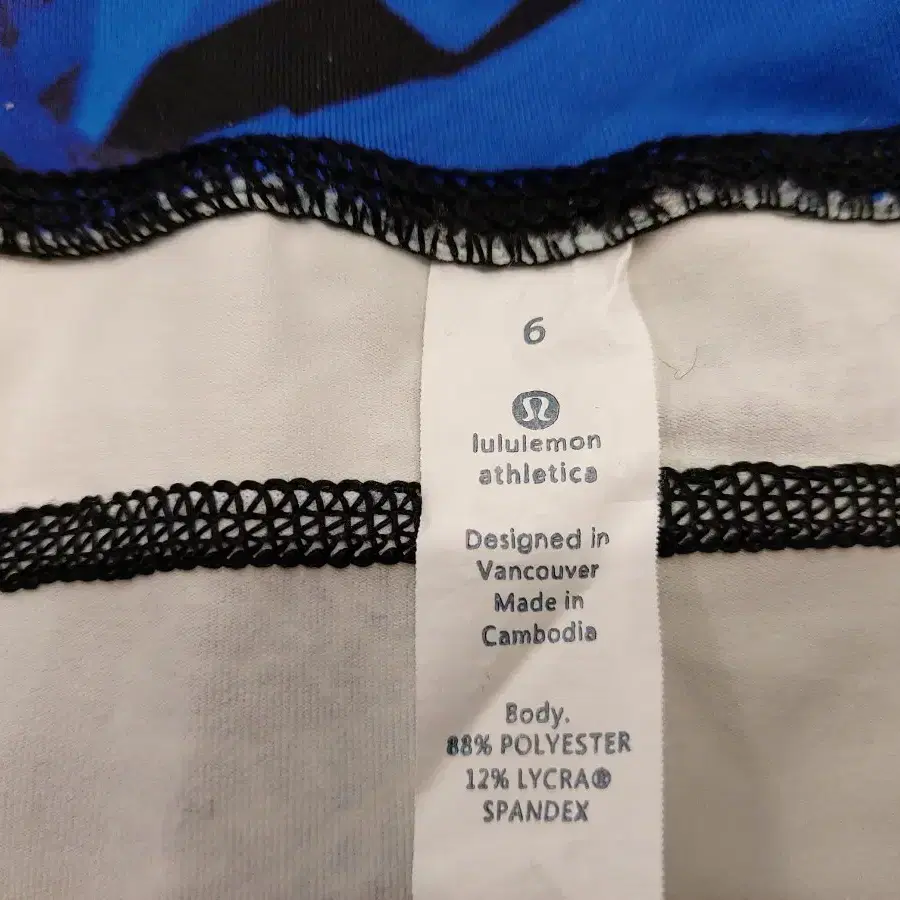 6
lululemon
athletica
Designed in
Vancouver
Made in
Cambodia
Body.
88% POLYESTER
12% LYCRA®
SPANDEX